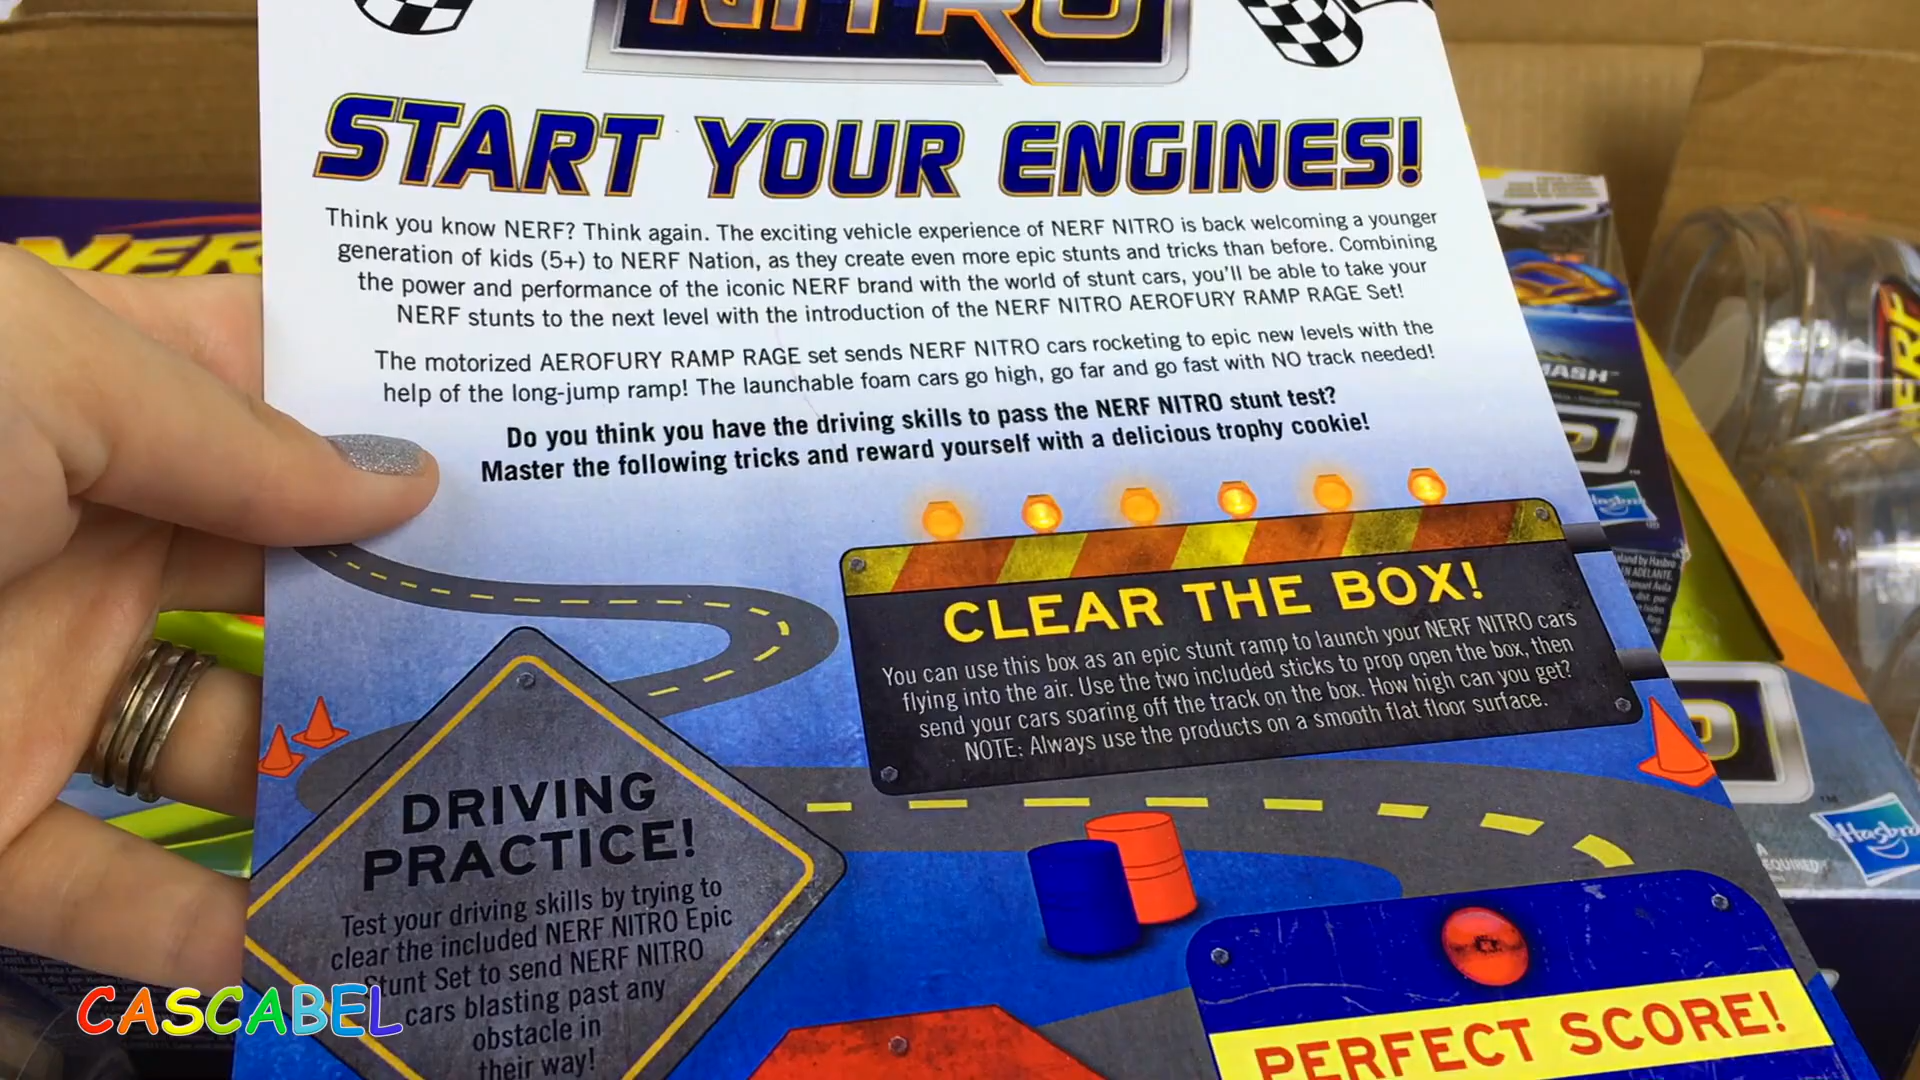 NITRO
START YOUR ENGINES!
Think you know NERF? Think again. The exciting vehicle experience of NERF NITRO is back welcoming a younger
generation of kids (5+) to NERF Nation, as they create even more epic stunts and tricks than before. Combining
the power and performance of the iconic NERF brand with the world of stunt cars, you'll be able to take your
NERF stunts to the next level with the introduction of the NERF NITRO AEROFURY RAMP RAGE Set!
The motorized AEROFURY RAMP RAGE set sends NERF NITRO cars rocketing to epic new levels with the
help of the long-jump ramp! The launchable foam cars go high, go far and go fast with NO track needed!
Do you think you have the driving skills to pass the NERF NITRO stunt test?
Master the following tricks and reward yourself with a delicious trophy cookie!
CLEAR THE BOX!
You can use this box as an epic stunt ramp to launch your NERF NITRO cars
flying into the air. Use the two included sticks to prop open the box, then
send your cars soaring off the track on the box. How high can you get?
NOTE: Always use the products on a smooth flat floor surface.
DRIVING
PRACTICE!
Test your driving skills by trying to
clear the included NERF NITRO Epic
Stunt Set to send NERF NITRO
cars blasting past any
obstacle in
their way!
PERFECT SCORE!
NERF
NERF
Hasbro
Hasbro
CASCABEL